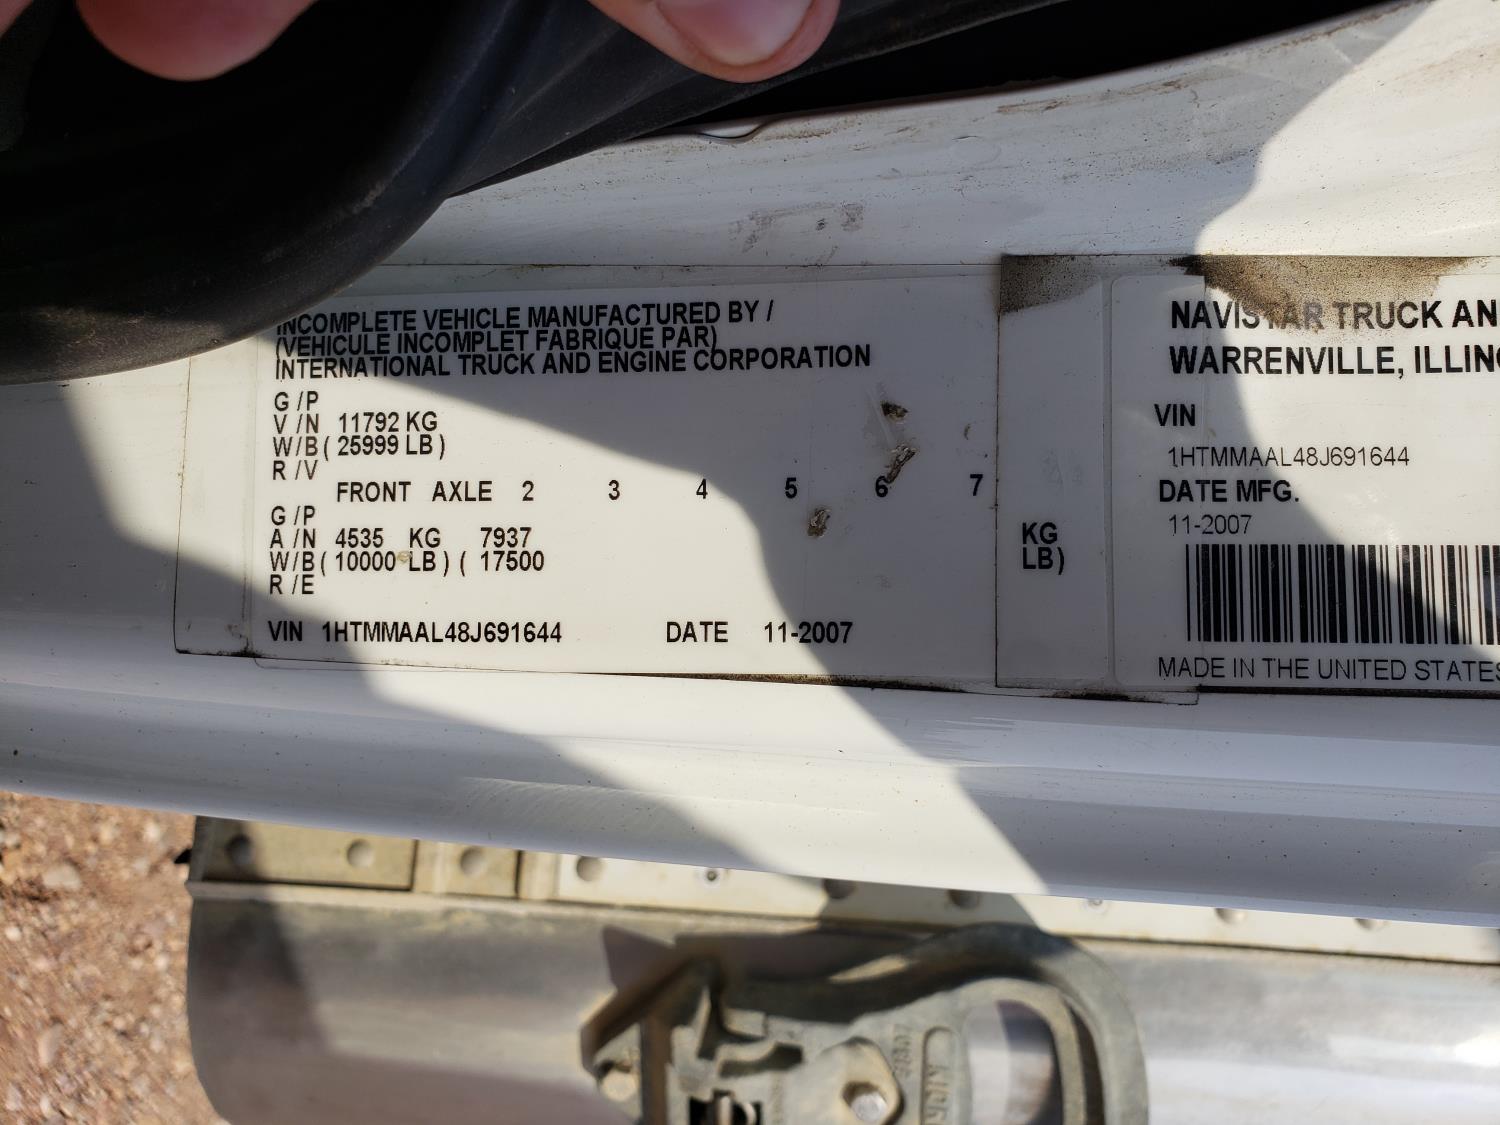 INCOMPLETE VEHICLE MANUFACTURED BY /
(VEHICULE INCOMPLET FABRIQUE PAR)
INTERNATIONAL TRUCK AND ENGINE CORPORATION
G /P
V /N 11792 KG
W/B ( 25999 LB )
R /V
FRONT AXLE 2 3 4 5 6 7
G /P
A /N 4535 KG 7937 KG
W/B ( 10000 LB ) ( 17500 LB )
R /E
VIN 1HTMMAAL48J691644 DATE 11-2007
NAVISTAR TRUCK AN
WARRENVILLE, ILLIN
VIN
1HTMMAAL48J691644
DATE MFG.
11-2007
MADE IN THE UNITED STATES